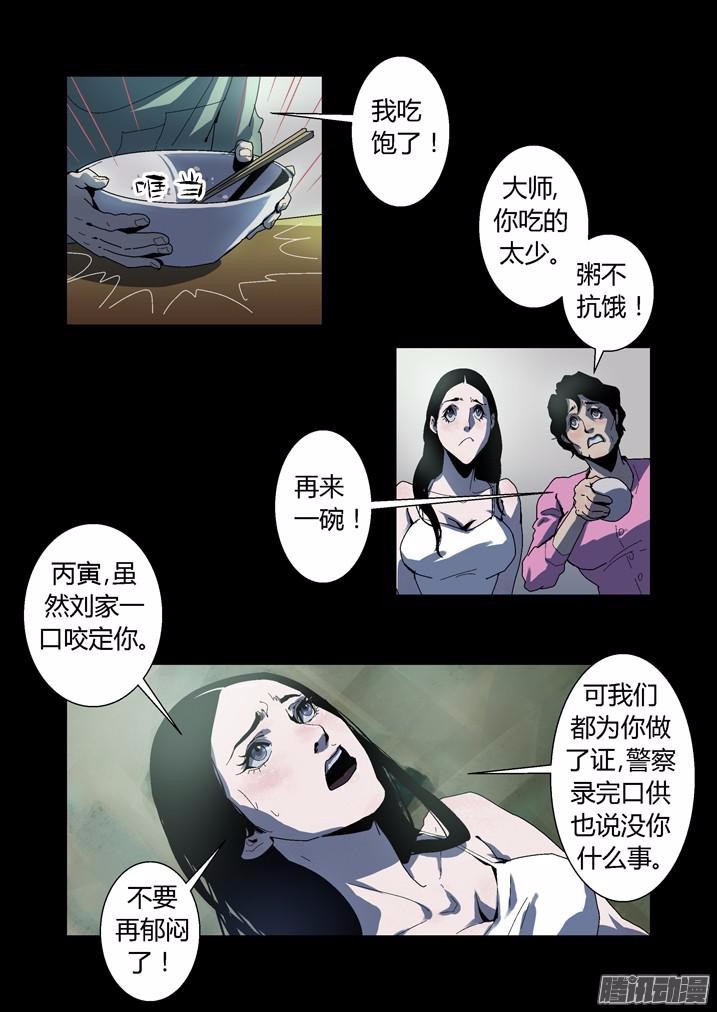 我吃
饱了！
哐当
大师，
你吃的
太少。
粥不
抗饿！
再来
一碗！
丙寅，虽
然刘家一
口咬定你。
可我们
都为你做
了证，警察
录完口供
也说没你
什么事。
不要
再郁闷
了！
腾讯动漫